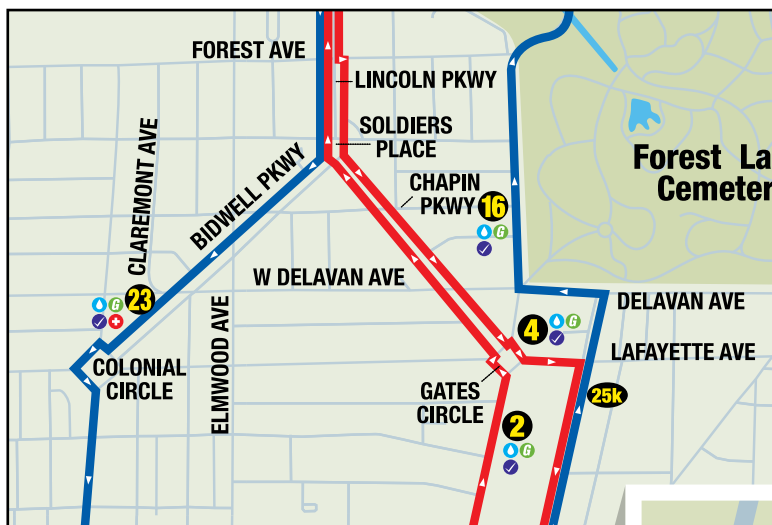 FOREST AVE
LINCOLN PKWY
SOLDIERS
PLACE
CLAREMONT AVE
BIDWELL PKWY
CHAPIN
PKWY
16
G
Forest La
Cemeter
W DELAVAN AVE
23
G
DELAVAN AVE
4
G
LAFAYETTE AVE
COLONIAL
CIRCLE
ELMWOOD AVE
GATES
CIRCLE
25k
2
G